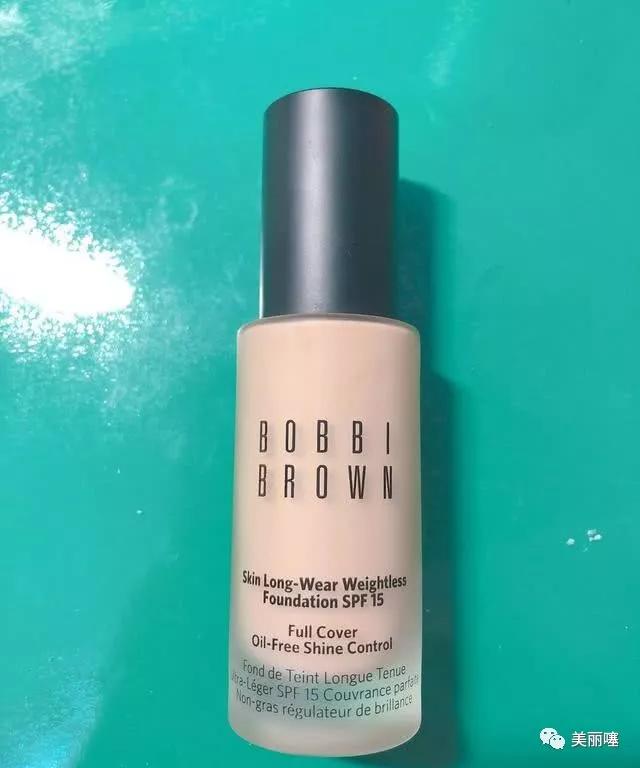 BOBBI
BROWN
Skin Long-Wear Weightless
Foundation SPF 15
Full Cover
Oil-Free Shine Control
Fond de Teint Longue Tenue
Ultra-Léger SPF 15 Couvrance parfaite
Non-gras régulateur de brillance
美丽噻